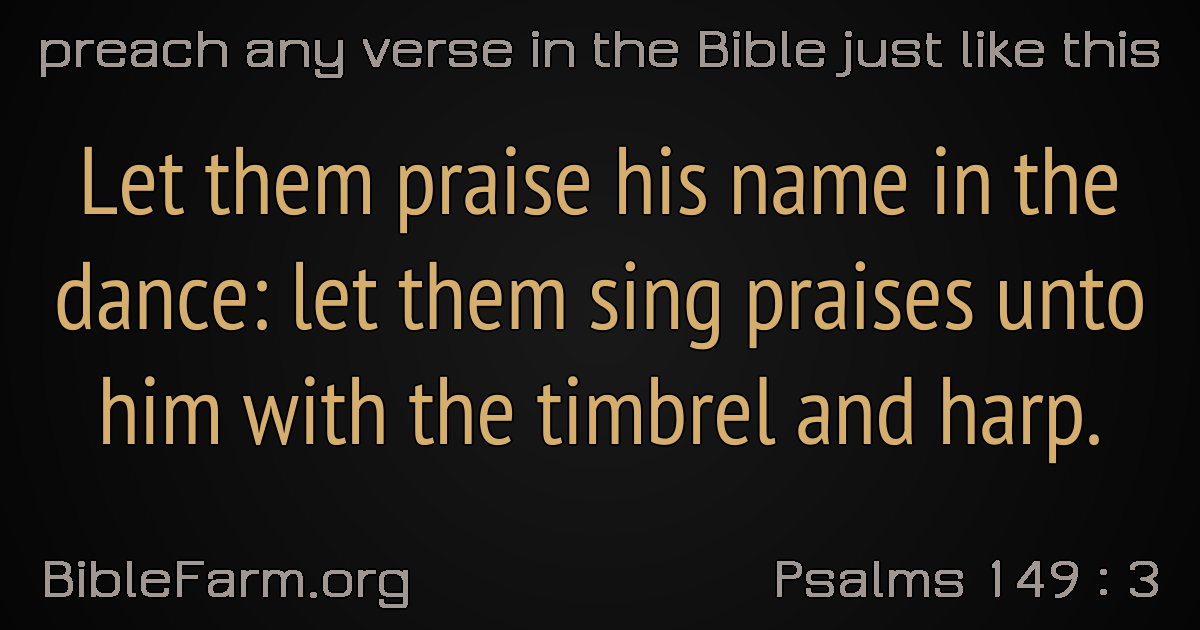 preach any verse in the Bible just like this
Let them praise his name in the
dance: let them sing praises unto
him with the timbrel and harp.
BibleFarm.org
Psalms 149 : 3